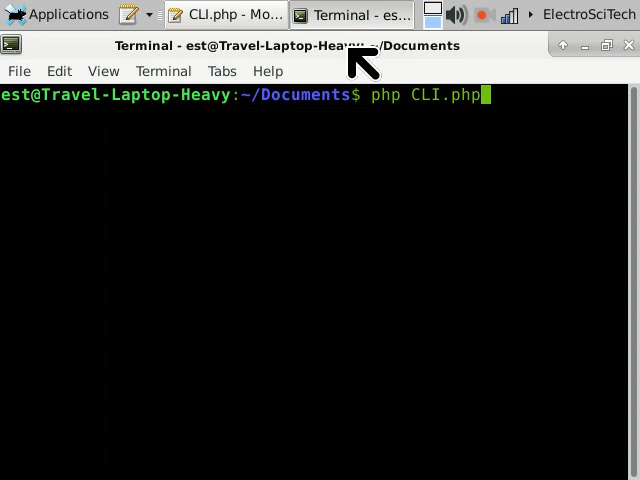 Applications CLI.php - Mo... Terminal - es... ElectroSciTech
Terminal - est@Travel-Laptop-Heavy: ~/Documents
File Edit View Terminal Tabs Help
est@Travel-Laptop-Heavy:~/Documents$ php CLI.php